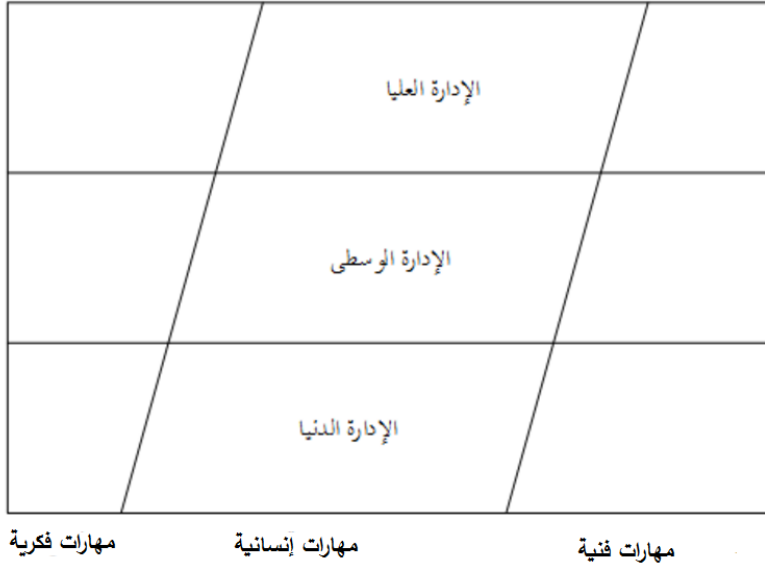 الإدارة العليا
الإدارة الوسطى
الإدارة الدنيا
مهارات فنية
مهارات إنسانية
مهارات فكرية